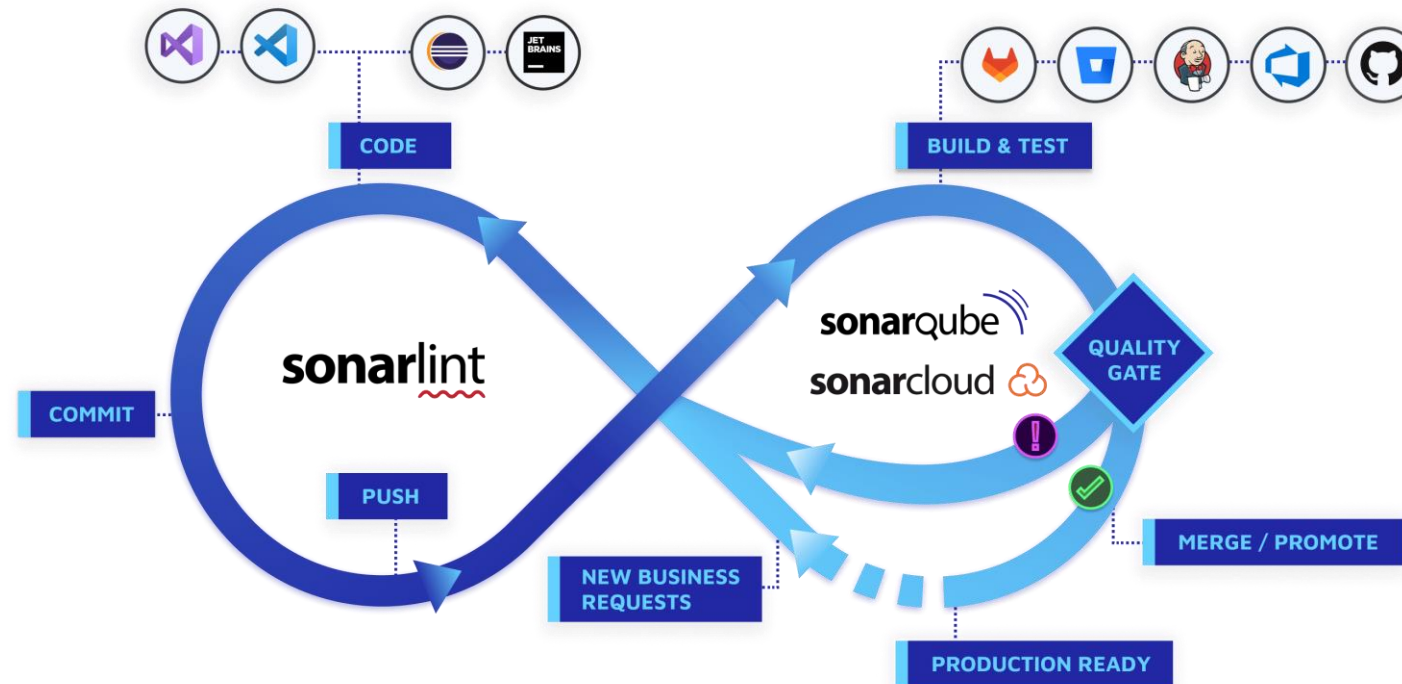 JET
BRAINS
CODE
BUILD & TEST
sonarqube
QUALITY
GATE
sonarlint
sonarcloud
COMMIT
!
PUSH
MERGE / PROMOTE
NEW BUSINESS
REQUESTS
PRODUCTION READY